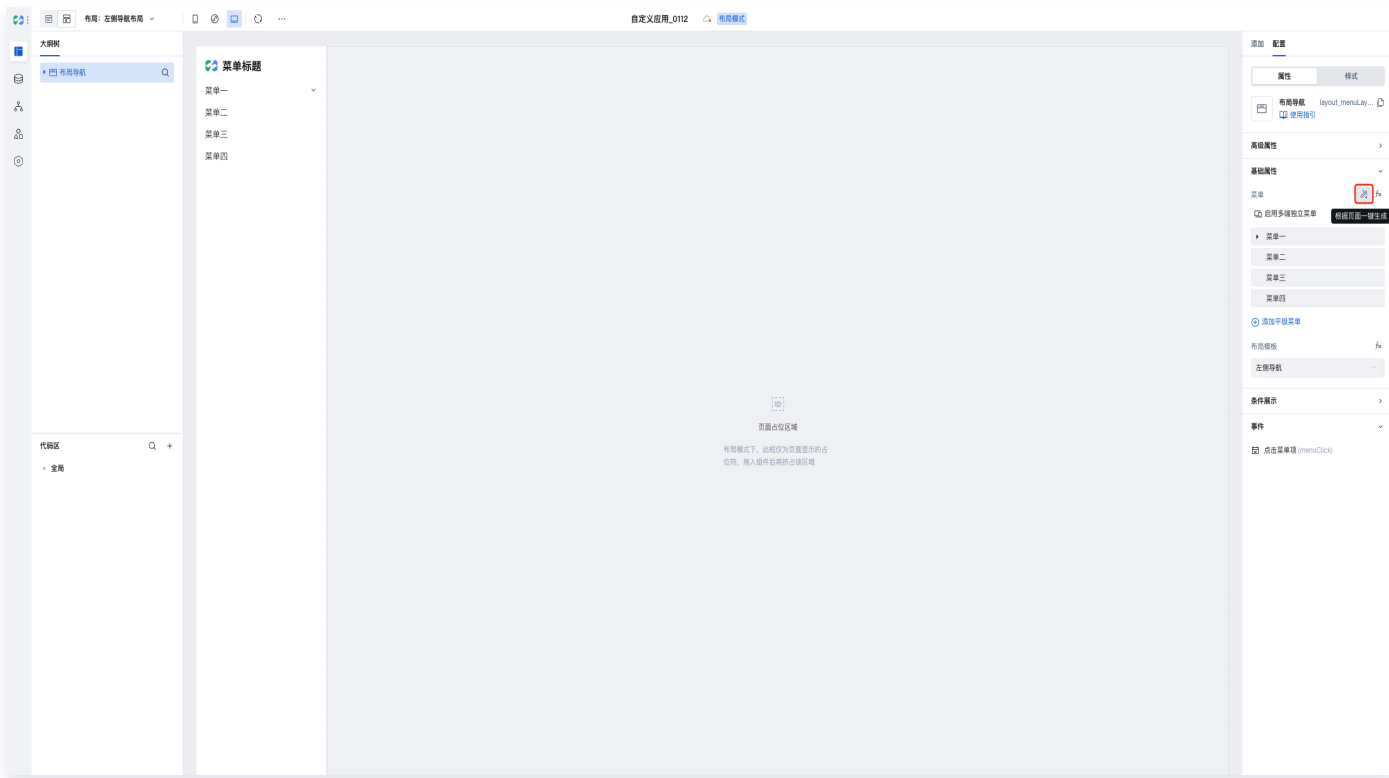 布局：左侧导航布局
自定义应用_0112
布局模式
大纲树
布局导航
代码区
全局
菜单标题
菜单一
菜单二
菜单三
菜单四
页面占位区域
布局模式下，此框仅为页面显示的占
位符，拖入组件后将挤占该区域
添加 配置
属性 样式
布局导航 layout_menuLay...
使用指引
高级属性
基础属性
菜单 fx
启用多端独立菜单
根据页面一键生成
菜单一
菜单二
菜单三
菜单四
添加平级菜单
布局模板 fx
左侧导航
条件展示
事件
点击菜单项 (menuClick)